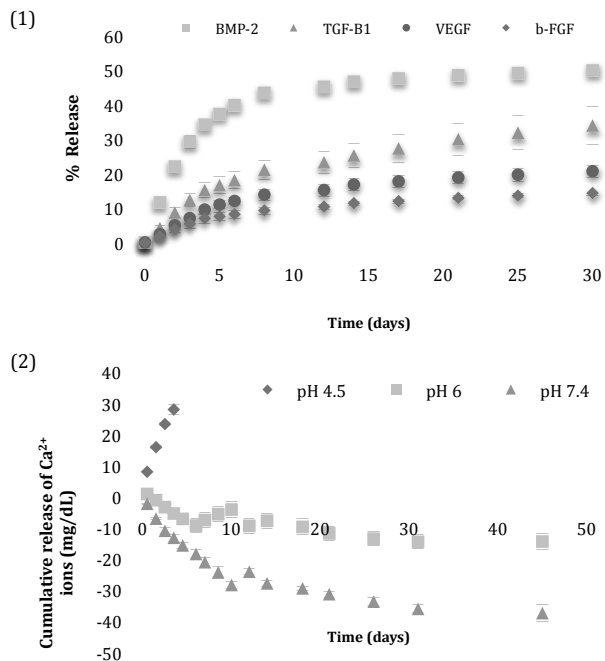 (1)
60
BMP-2 TGF-B1 VEGF b-FGF
50
40
30
20
10
0
% Release
0 5 10 15 20 25 30
Time (days)
(2)
40
pH 4.5 pH 6 pH 7.4
30
20
10
0
-10
-20
-30
-40
-50
Cumulative release of Ca2+
ions (mg/dL)
0 10 20 30 40 50
Time (days)